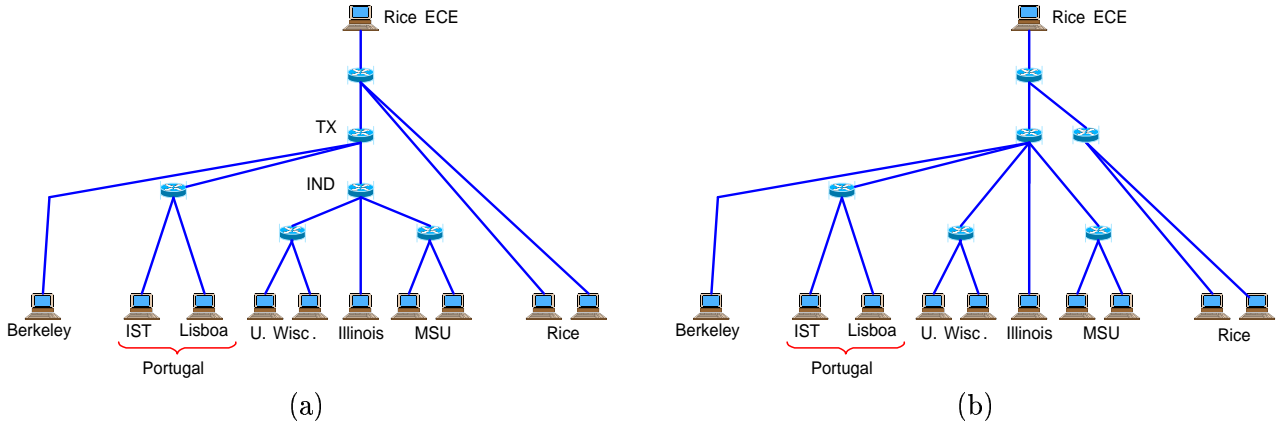 Rice ECE
TX
IND
Berkeley
IST
Lisboa
U. Wisc.
Illinois
MSU
Rice
Portugal
(a)
Rice ECE
Berkeley
IST
Lisboa
U. Wisc.
Illinois
MSU
Rice
Portugal
(b)